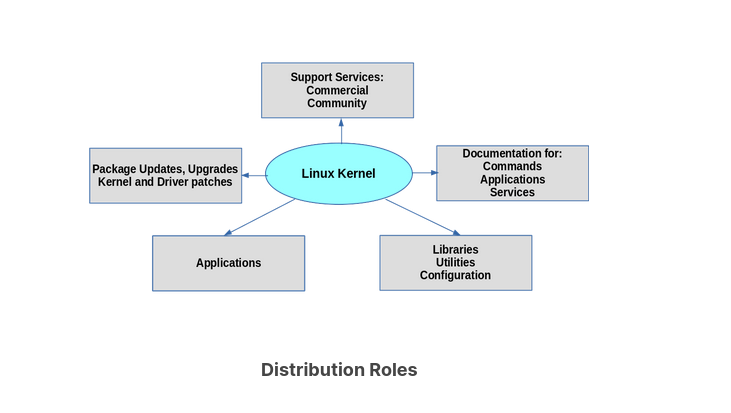 Support Services:
Commercial
Community
Package Updates, Upgrades
Kernel and Driver patches
Linux Kernel
Documentation for:
Commands
Applications
Services
Applications
Libraries
Utilities
Configuration
Distribution Roles